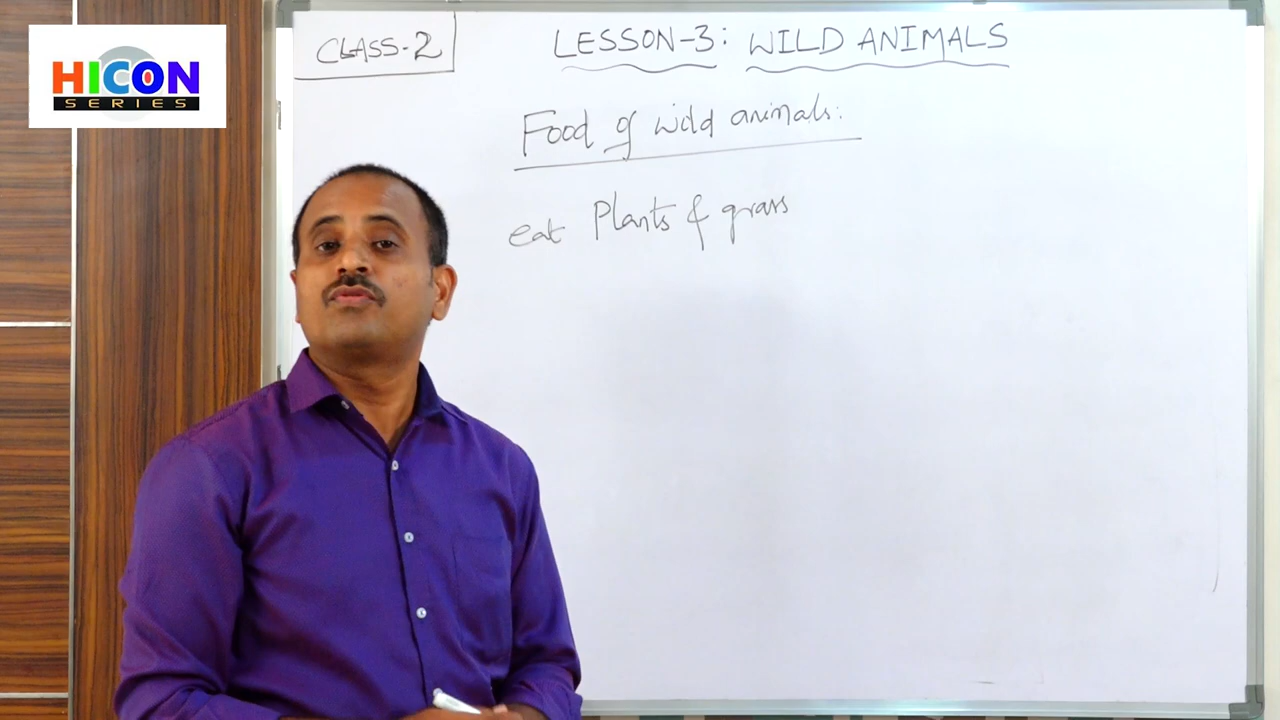 HICON
SERIES
CLASS-2
LESSON-3: WILD ANIMALS
Food of wild animals:
eat Plants & grass